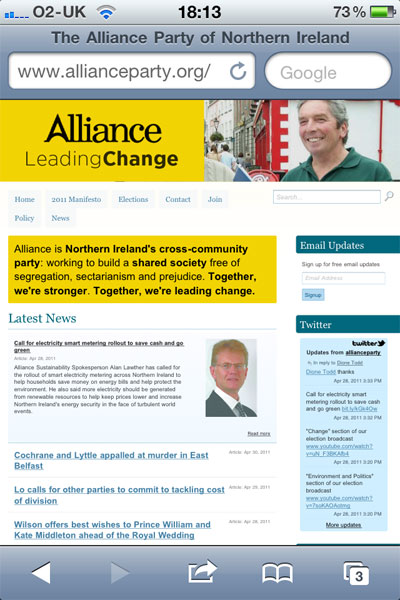 O2-UK 18:13 73%
The Alliance Party of Northern Ireland
www.allianceparty.org/ Google
Alliance
LeadingChange
Home 2011 Manifesto Elections Contact Join
Policy News
Search...
Alliance is Northern Ireland's cross-community
party: working to build a shared society free of
segregation, sectarianism and prejudice. Together,
we're stronger. Together, we're leading change.
Latest News
Call for electricity smart metering rollout to save cash and go
green
Article: Apr 28, 2011
Alliance Sustainability Spokesperson Alan Lawther has called for
the rollout of smart electricity metering across Northern Ireland to
help households save money on energy bills and help protect the
environment. He also said more electricity should be generated
from renewable resources to help keep prices lower and increase
Northern Ireland's energy security in the face of turbulent world
events.
Read more
Cochrane and Lyttle appalled at murder in East
Belfast
Article: Apr 30, 2011
Lo calls for other parties to commit to tackling cost
of division
Article: Apr 29, 2011
Wilson offers best wishes to Prince William and
Kate Middleton ahead of the Royal Wedding
Article: Apr 28, 2011
Email Updates
Sign up for free email updates
Email Address
Signup
Twitter
twitter
Updates from allianceparty
In reply to Dione Todd
Dione Todd thanks
Apr 28, 2011 3:33 PM
Call for electricity smart
metering rollout to save cash
and go green
Apr 28, 2011 3:33 PM
"Change" section of our
election broadcast
www.youtube.com/watch?
Apr 28, 2011 3:20 PM
"Environment and Politics"
section of our election
broadcast
www.youtube.com/watch?
Apr 28, 2011 3:20 PM
More updates
3